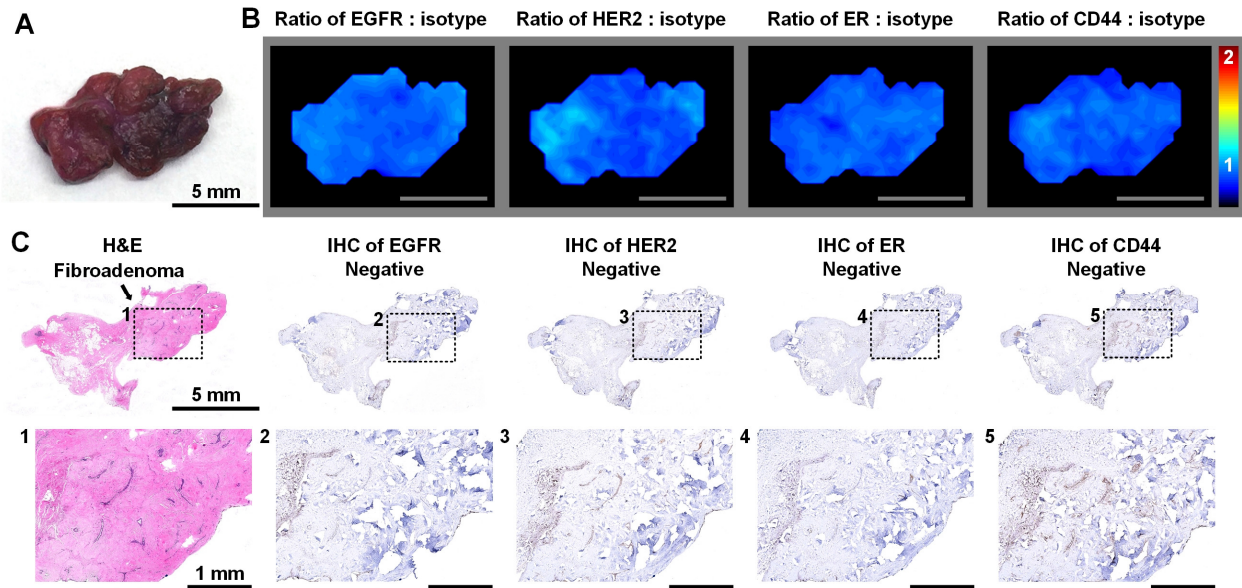 A
5 mm
B
Ratio of EGFR : isotype
Ratio of HER2 : isotype
Ratio of ER : isotype
Ratio of CD44 : isotype
2
1
C
H&E
Fibroadenoma
IHC of EGFR
Negative
IHC of HER2
Negative
IHC of ER
Negative
IHC of CD44
Negative
1
2
3
4
5
5 mm
1
2
3
4
5
1 mm